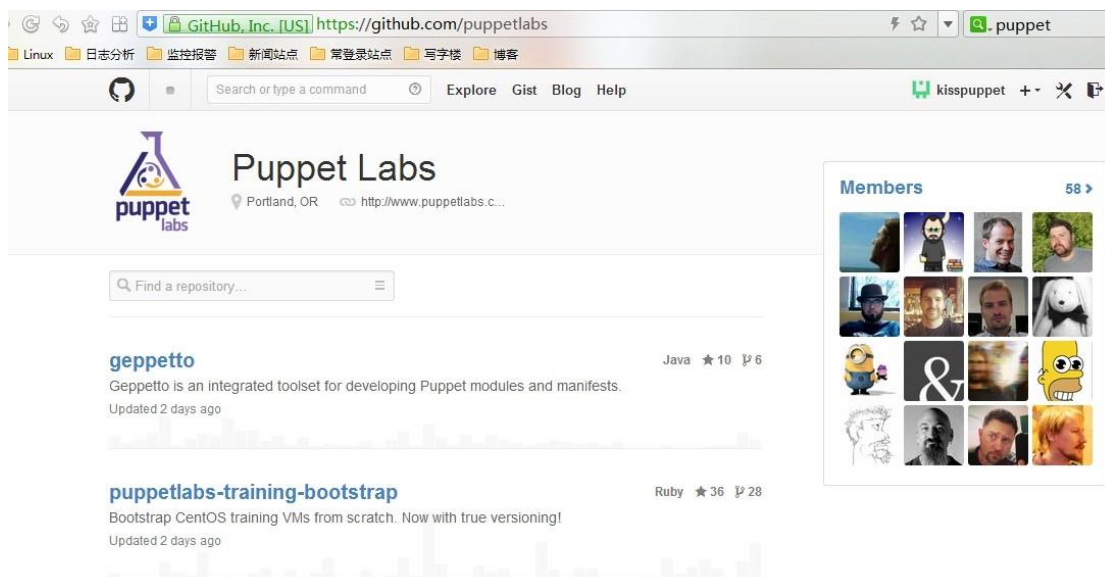 GitHub, Inc. [US] https://github.com/puppetlabs puppet
Linux 日志分析 监控报警 新闻站点 常登录站点 写字楼 博客
Search or type a command Explore Gist Blog Help kisspuppet
puppet labs
Puppet Labs
Portland, OR http://www.puppetlabs.c...
Members 58
Find a repository...
geppetto Java 10 6
Geppetto is an integrated toolset for developing Puppet modules and manifests.
Updated 2 days ago
&
puppetlabs-training-bootstrap Ruby 36 28
Bootstrap CentOS training VMs from scratch. Now with true versioning!
Updated 2 days ago